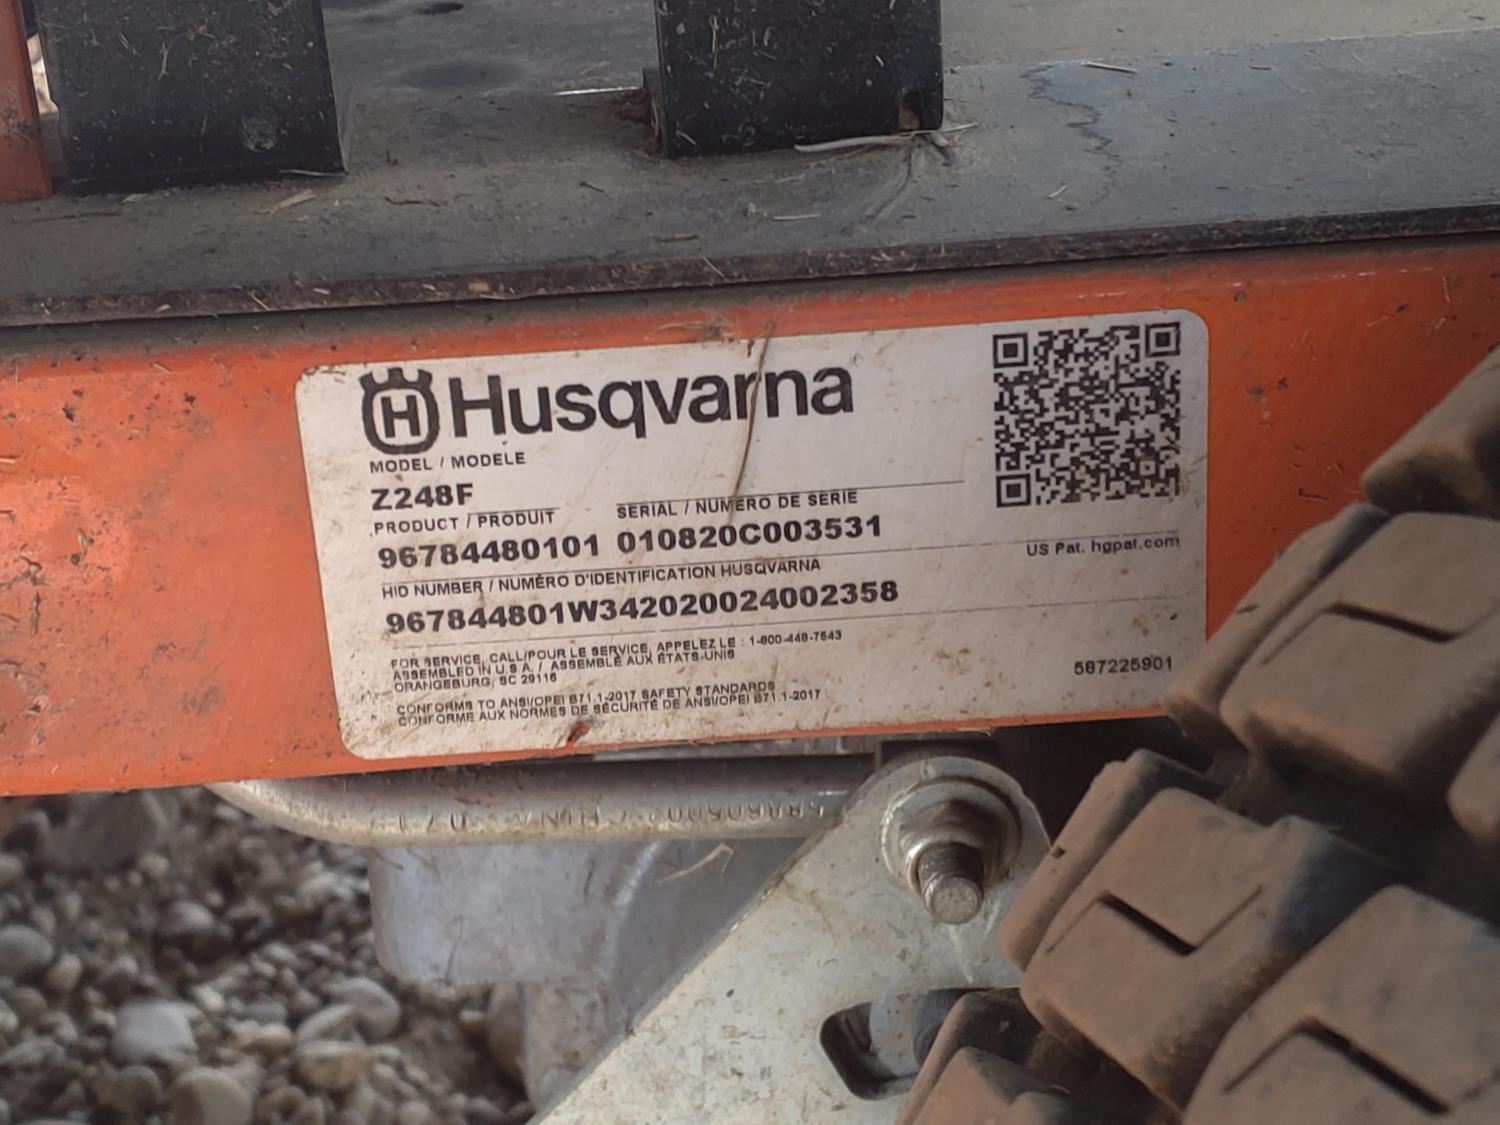 Husqvarna
MODEL / MODELE
Z248F
PRODUCT / PRODUIT
SERIAL / NUMÉRO DE SERIE
96784480101 010820C003531
HID NUMBER / NUMÉRO D'IDENTIFICATION HUSQVARNA
967844801W342020024002358
US Pat. hgpat.com
FOR SERVICE, CALL/POUR LE SERVICE, APPELEZ LE : 1-800-448-7543
ASSEMBLED IN U.S.A. / ASSEMBLÉ AUX ÉTATS-UNIS
ORANGEBURG, SC 29116
587225901
CONFORMS TO ANSI/OPEI B71.1-2017 SAFETY STANDARDS
CONFORME AUX NORMES DE SÉCURITÉ DE ANSI/OPEI B71.1-2017
CHINA